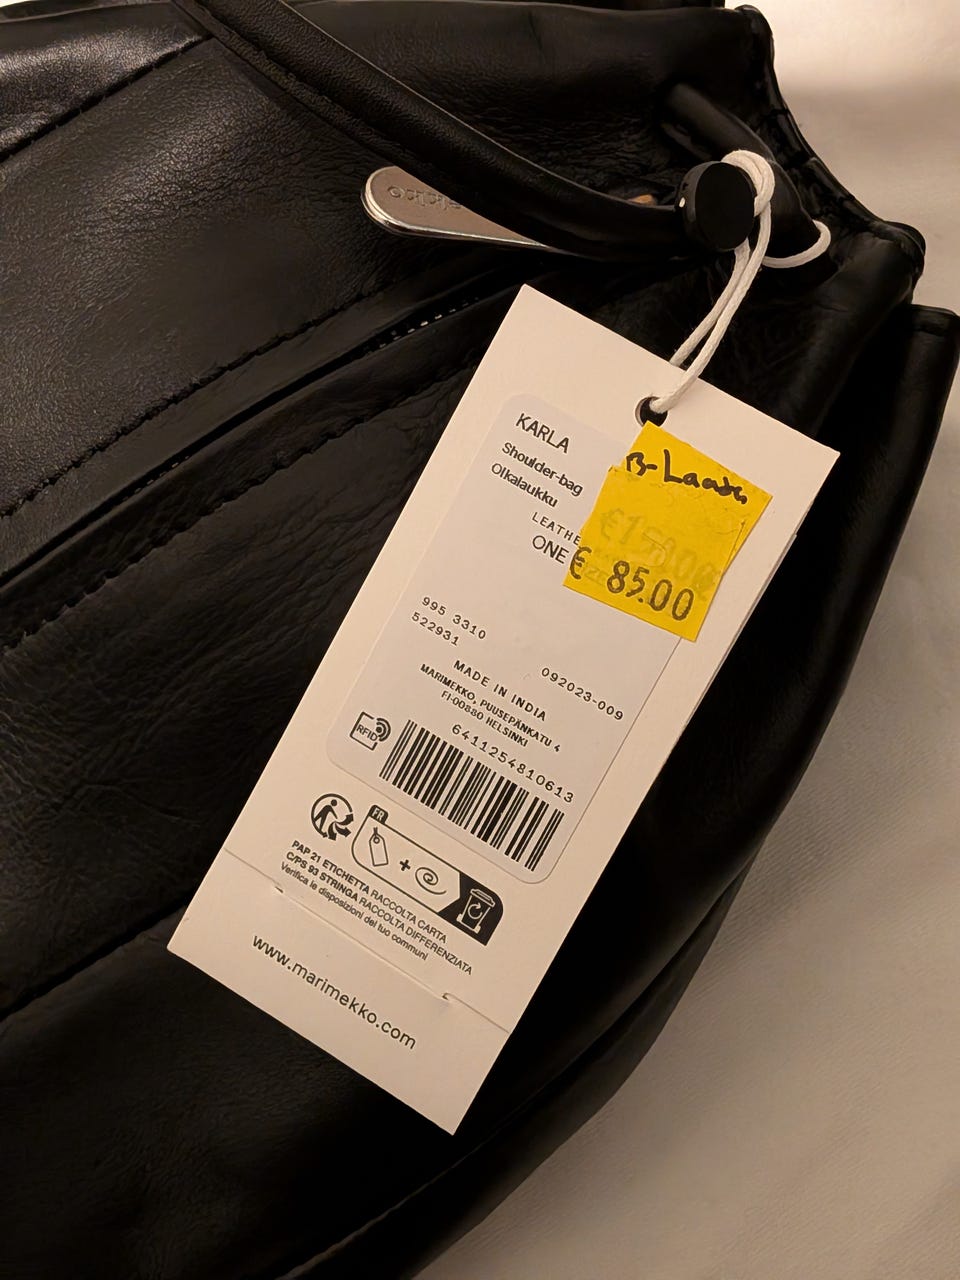 KARLA
Shoulder-bag
Olkalaukku
B-Laatu
LEATHE
ONE
€ 85.00
995 3310
522931
092023-009
MADE IN INDIA
MARIMEKKO, PUUSEPÄNKATU 4
FI-00880 HELSINKI
6411254810613
RFID
FR
PAP 21 ETICHETTA RACCOLTA CARTA
C/PS 93 STRINGA RACCOLTA DIFFERENZIATA
Verifica le disposizioni del tuo communi
www.marimekko.com